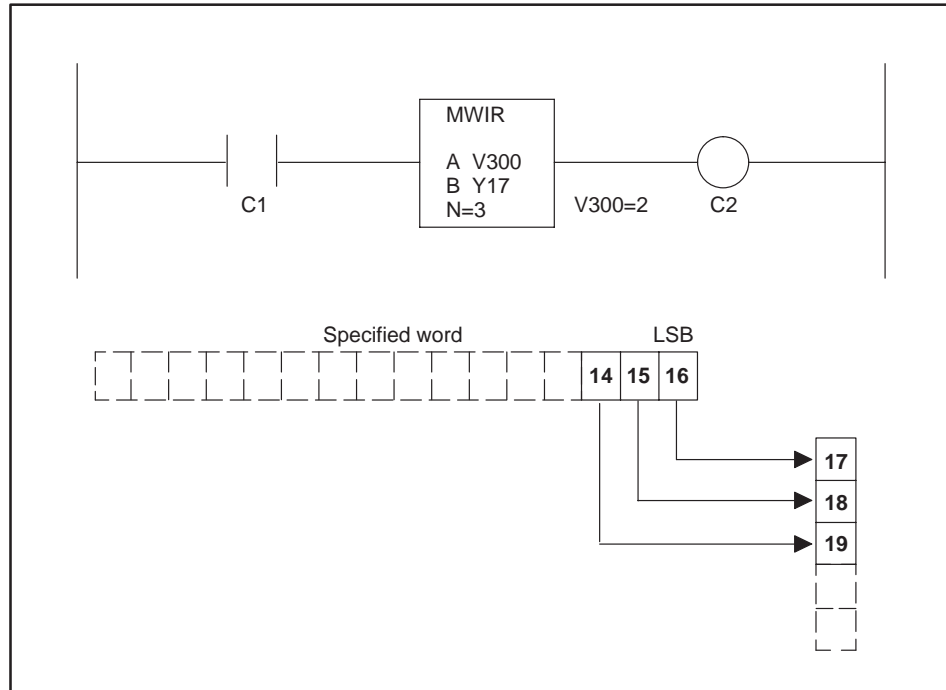 MWIR
A V300
B Y17
N=3
C1
V300=2
C2
Specified word
LSB
14 15 16
17
18
19